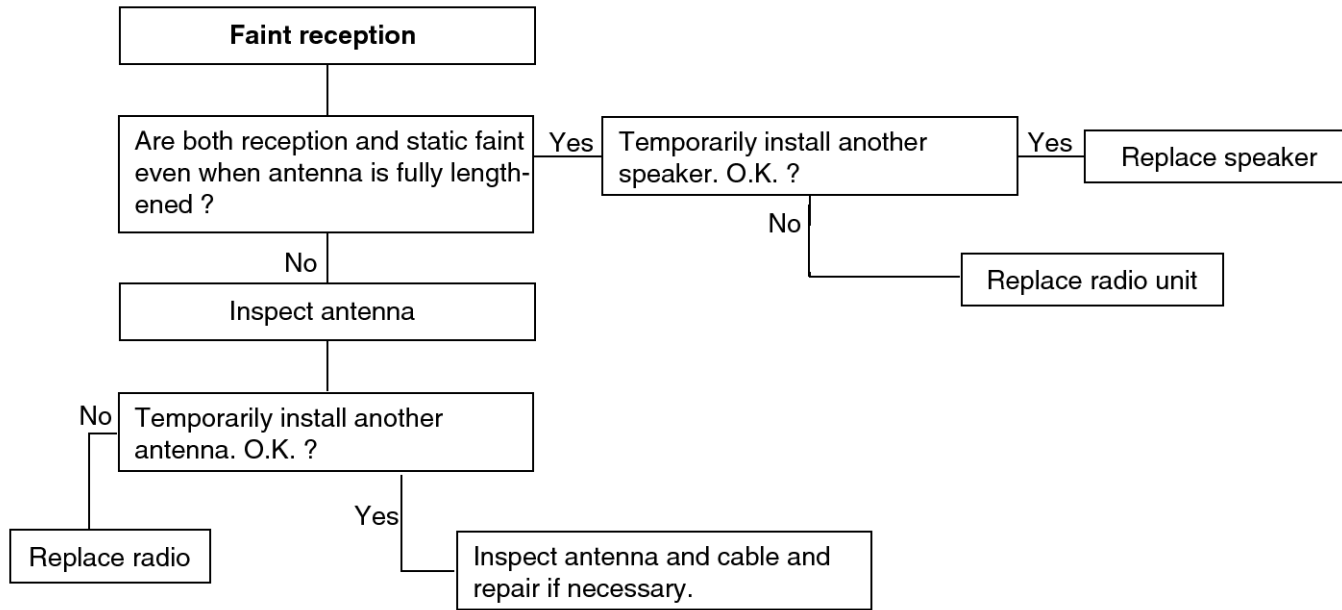 Faint reception
Are both reception and static faint
even when antenna is fully length-
ened ?
Yes
Temporarily install another
speaker. O.K. ?
Yes
Replace speaker
No
Replace radio unit
No
Inspect antenna
No
Temporarily install another
antenna. O.K. ?
Yes
Replace radio
Inspect antenna and cable and
repair if necessary.